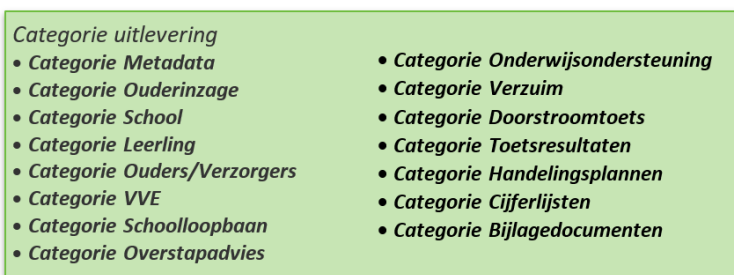 Categorie uitlevering
• Categorie Metadata
• Categorie Ouderinzage
• Categorie School
• Categorie Leerling
• Categorie Ouders/Verzorgers
• Categorie VVE
• Categorie Schoolloopbaan
• Categorie Overstapadvies
• Categorie Onderwijsondersteuning
• Categorie Verzuim
• Categorie Doorstroomtoets
• Categorie Toetsresultaten
• Categorie Handelingsplannen
• Categorie Cijferlijsten
• Categorie Bijlagedocumenten